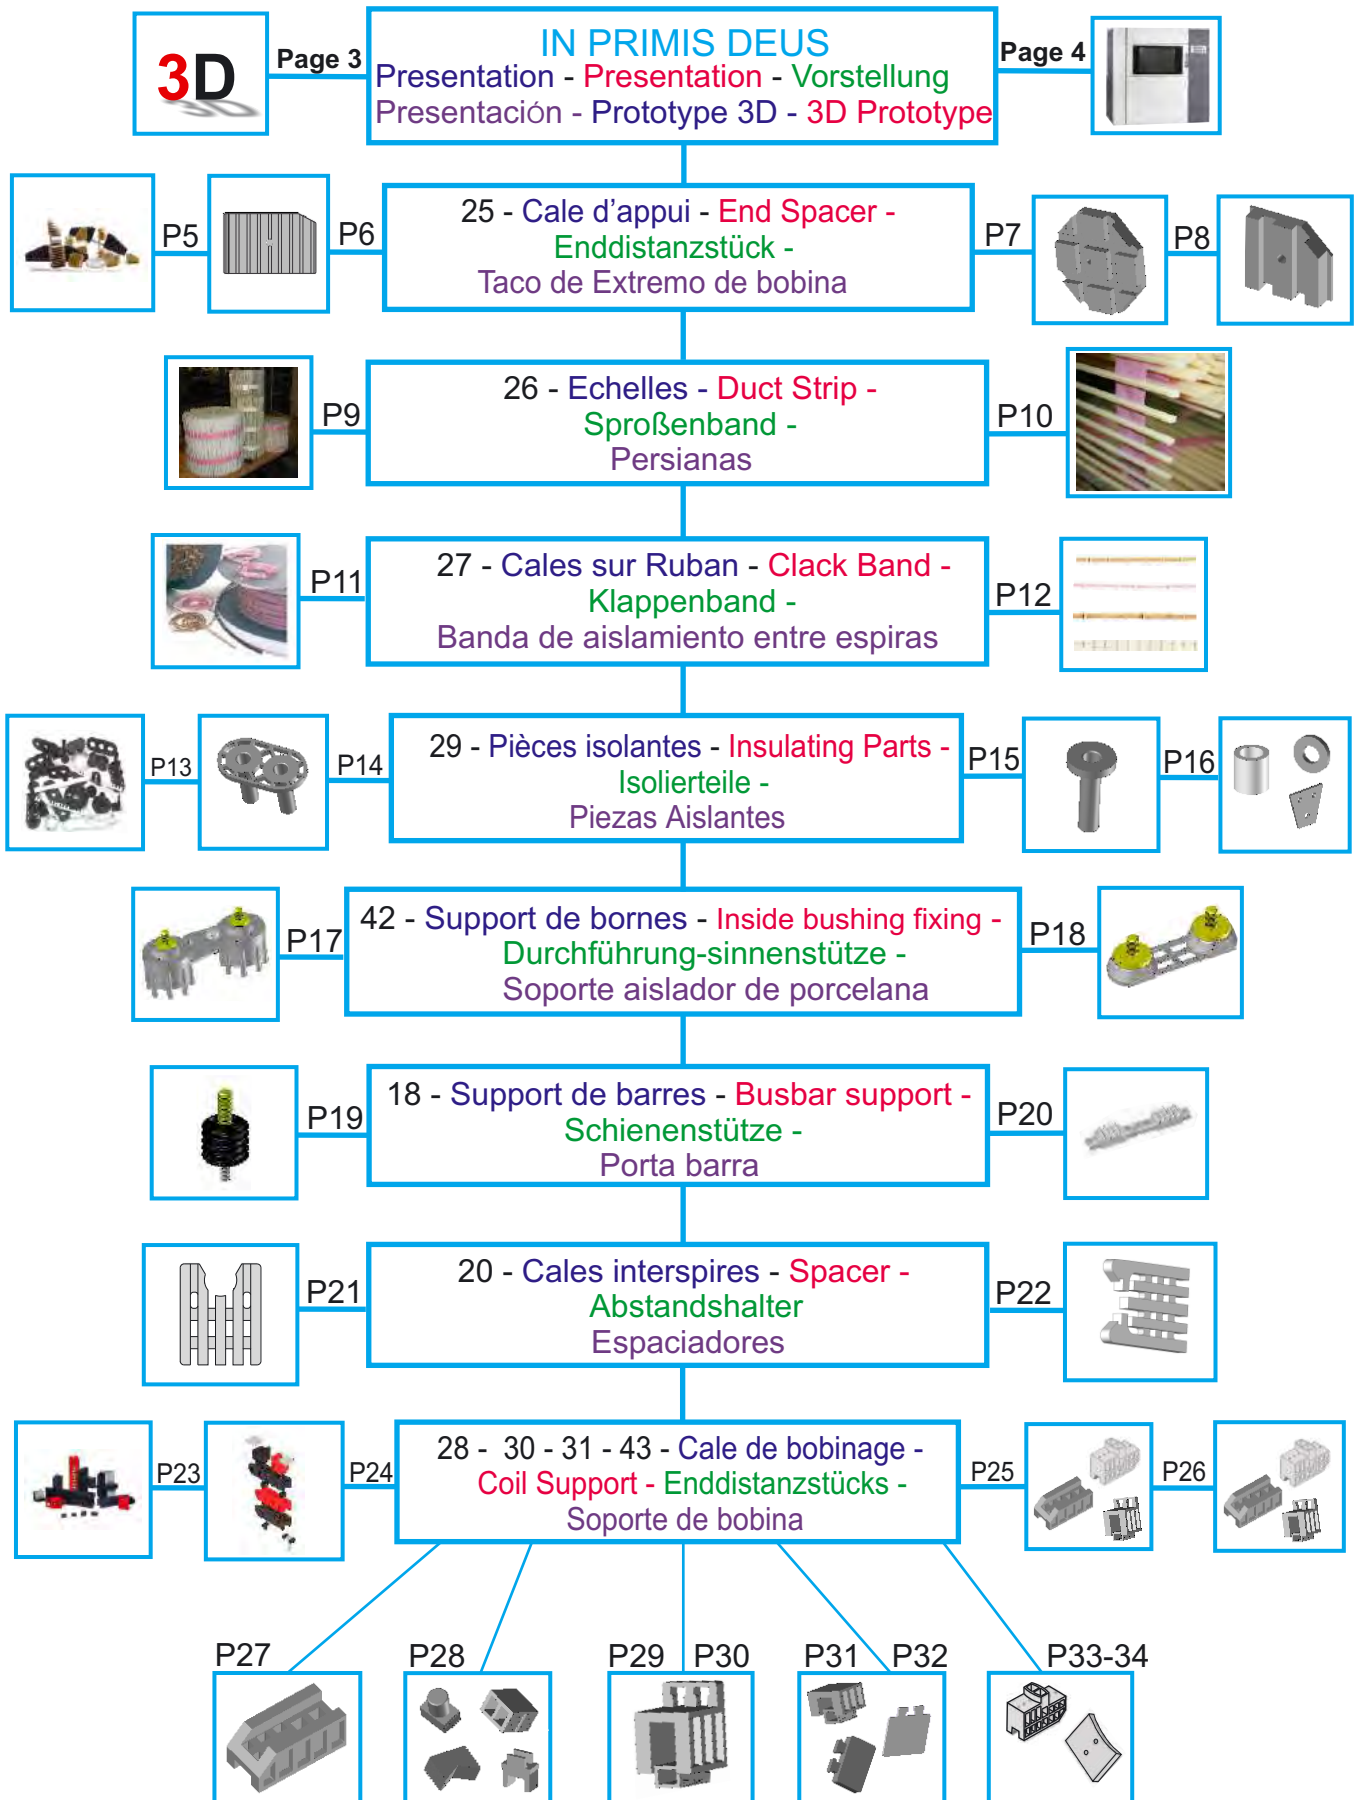 3D
Page 3
IN PRIMIS DEUS
Presentation - Presentation - Vorstellung
Presentación - Prototype 3D - 3D Prototype
Page 4
P5
P6
25 - Cale d'appui - End Spacer -
Enddistanzstück -
Taco de Extremo de bobina
P7
P8
P9
26 - Echelles - Duct Strip -
Sproßenband -
Persianas
P10
P11
27 - Cales sur Ruban - Clack Band -
Klappenband -
Banda de aislamiento entre espiras
P12
P13
P14
29 - Pièces isolantes - Insulating Parts -
Isolierteile -
Piezas Aislantes
P15
P16
P17
42 - Support de bornes - Inside bushing fixing -
Durchführung-sinnenstütze -
Soporte aislador de porcelana
P18
P19
18 - Support de barres - Busbar support -
Schienenstütze -
Porta barra
P20
P21
20 - Cales interspires - Spacer -
Abstandshalter
Espaciadores
P22
P23
P24
28 - 30 - 31 - 43 - Cale de bobinage -
Coil Support - Enddistanzstücks -
Soporte de bobina
P25
P26
P27
P28
P29 P30
P31 P32
P33-34